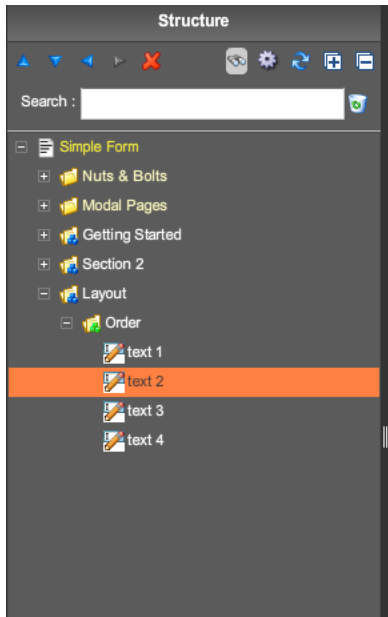 Structure
Search :
Simple Form
Nuts & Bolts
Modal Pages
Getting Started
Section 2
Layout
Order
text 1
text 2
text 3
text 4